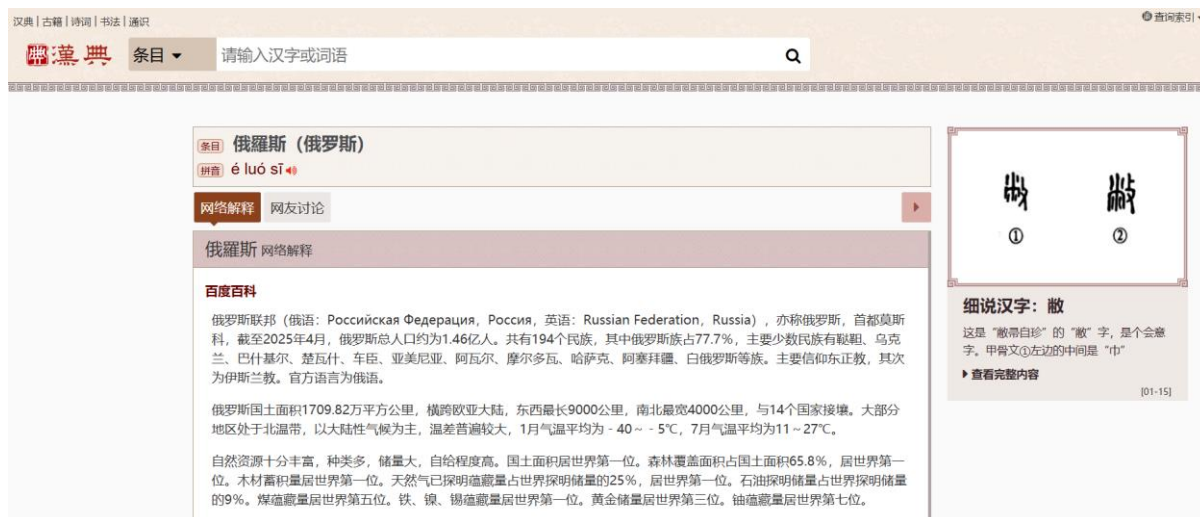 汉典 | 古籍 | 诗词 | 书法 | 通识
查询索引
漢典 条目 请输入汉字或词语
条目 俄羅斯（俄罗斯）
拼音 é luó sī
网络解释 网友讨论
俄羅斯 网络解释
百度百科
俄罗斯联邦（俄语：Российская Федерация，Россия，英语：Russian Federation，Russia），亦称俄罗斯，首都莫斯
科，截至2025年4月，俄罗斯总人口约为1.46亿人。共有194个民族，其中俄罗斯族占77.7%，主要少数民族有鞑靼、乌克
兰、巴什基尔、楚瓦什、车臣、亚美尼亚、阿瓦尔、摩尔多瓦、哈萨克、阿塞拜疆、白俄罗斯等族。主要信仰东正教，其次
为伊斯兰教。官方语言为俄语。
俄罗斯国土面积1709.82万平方公里，横跨欧亚大陆，东西最长9000公里，南北最宽4000公里，与14个国家接壤。大部分
地区处于北温带，以大陆性气候为主，温差普遍较大，1月气温平均为﹣40～﹣5℃，7月气温平均为11～27℃。
自然资源十分丰富，种类多，储量大，自给程度高。国土面积居世界第一位。森林覆盖面积占国土面积65.8%，居世界第一
位。木材蓄积量居世界第一位。天然气已探明蕴藏量占世界探明储量的25%，居世界第一位。石油探明储量占世界探明储量
的9%。煤蕴藏量居世界第五位。铁、镍、锡蕴藏量居世界第一位。黄金储量居世界第三位。铀蕴藏量居世界第七位。
① ②
细说汉字：敝
这是“敝帚自珍”的“敝”字，是个会意
字。甲骨文①左边的中间是“巾”
查看完整内容
[01-15]